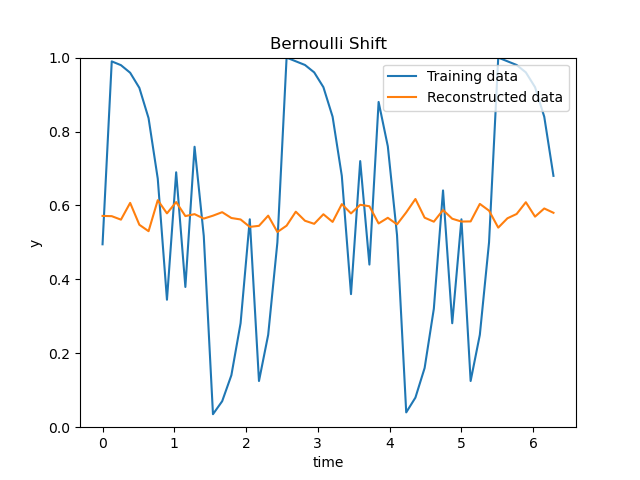 Bernoulli Shift
Training data
Reconstructed data
1.0
0.8
0.6
0.4
0.2
0.0
y
0 1 2 3 4 5 6
time